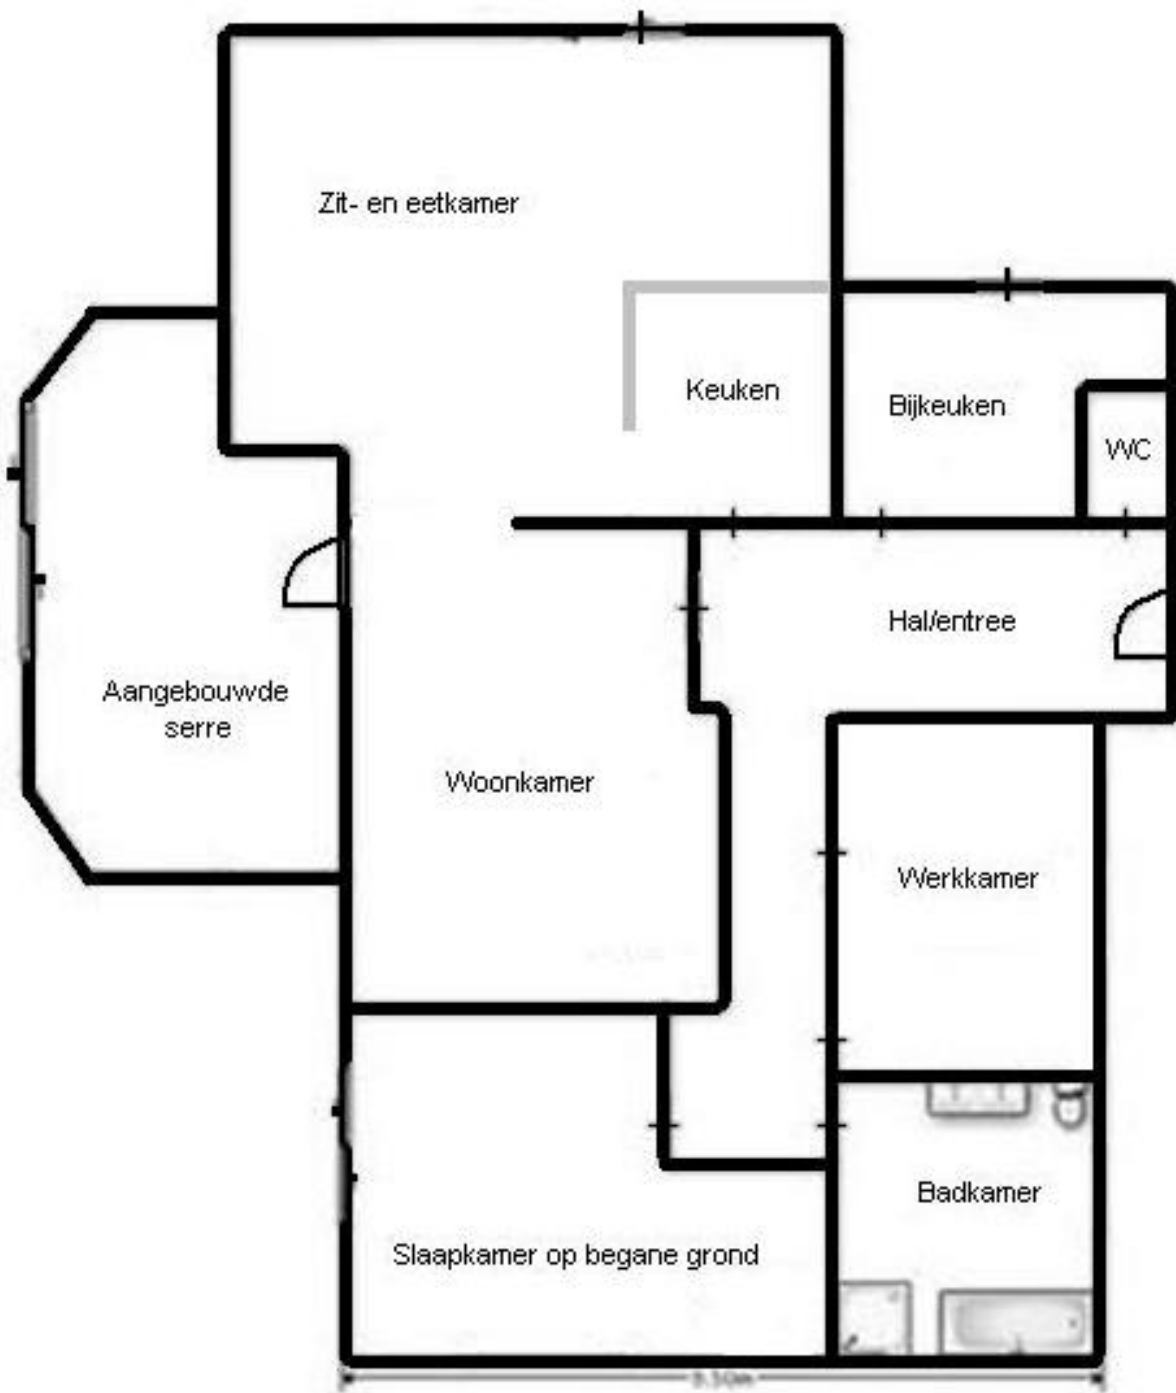 Zit- en eetkamer
Keuken
Bijkeuken
WC
Hal/entree
Aangebouwde
serre
Woonkamer
Werkkamer
Badkamer
Slaapkamer op begane grond